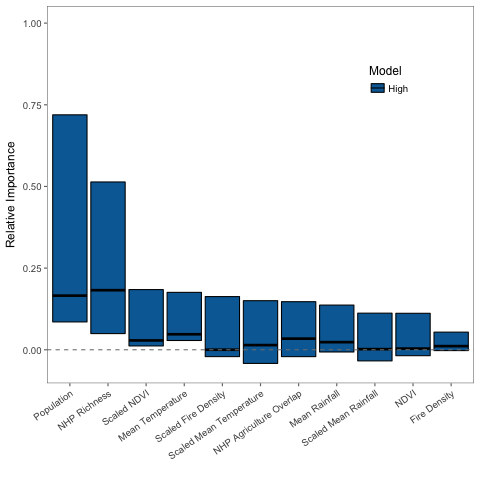 1.00
0.75
0.50
0.25
0.00
Relative Importance
Model
High
Population
NHP Richness
Scaled NDVI
Mean Temperature
Scaled Fire Density
Scaled Mean Temperature
NHP Agriculture Overlap
Mean Rainfall
Scaled Mean Rainfall
NDVI
Fire Density